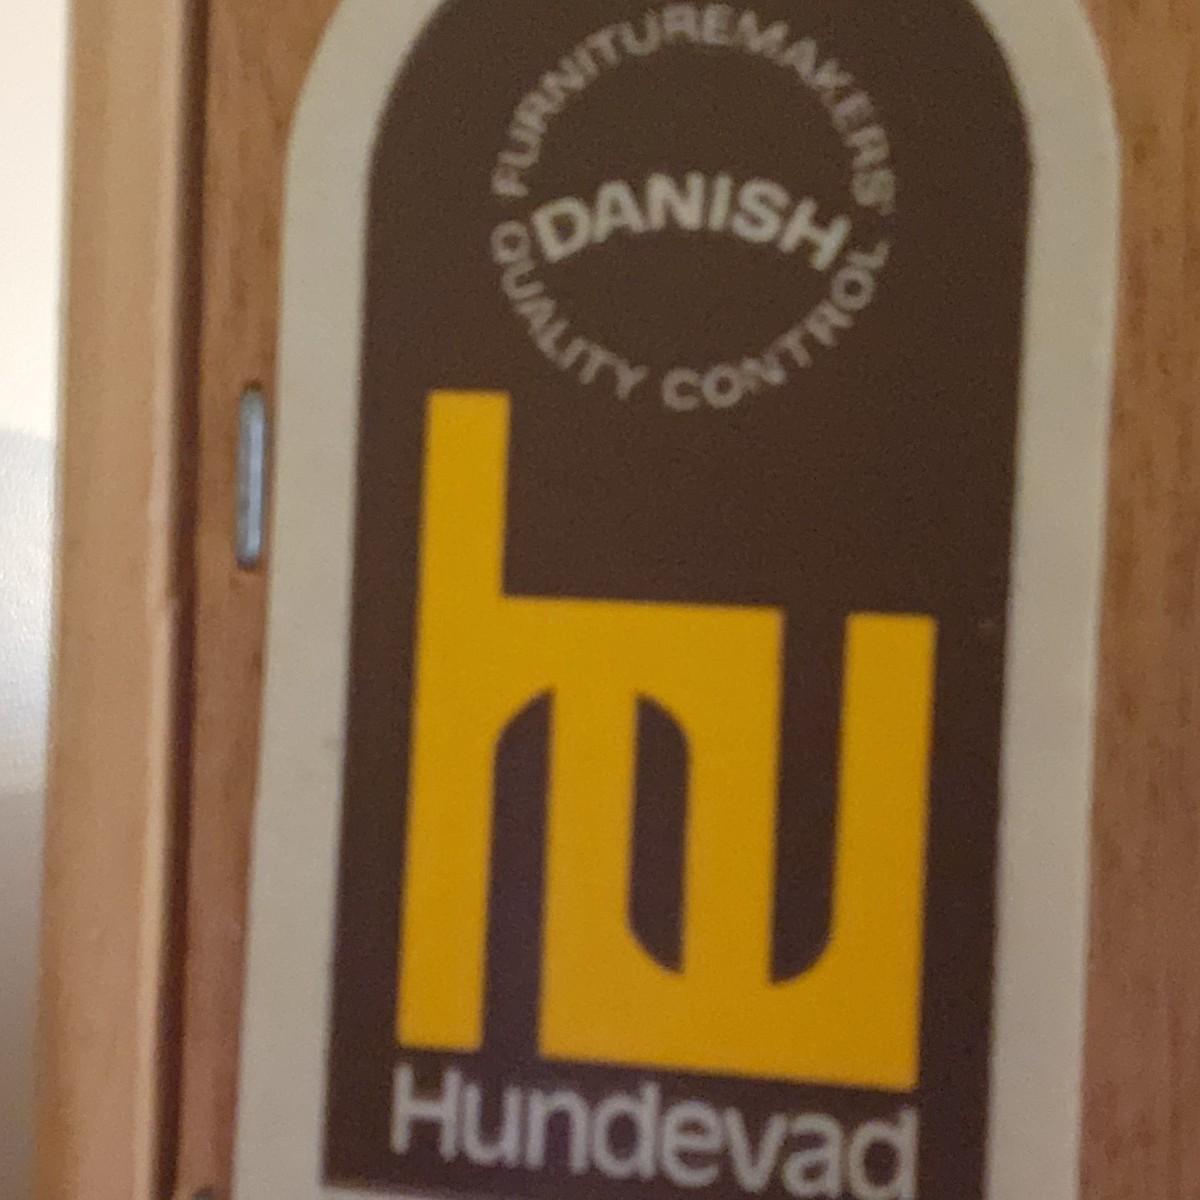 FURNITUREMAKERS'
DANISH
QUALITY CONTROL
hu
Hundevad